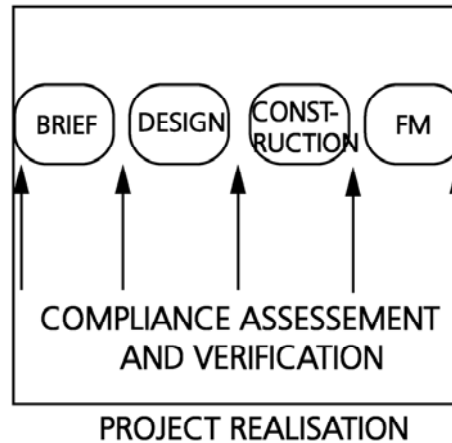 BRIEF
DESIGN
CONST-
RUCTION
FM
COMPLIANCE ASSESSEMENT
AND VERIFICATION
PROJECT REALISATION